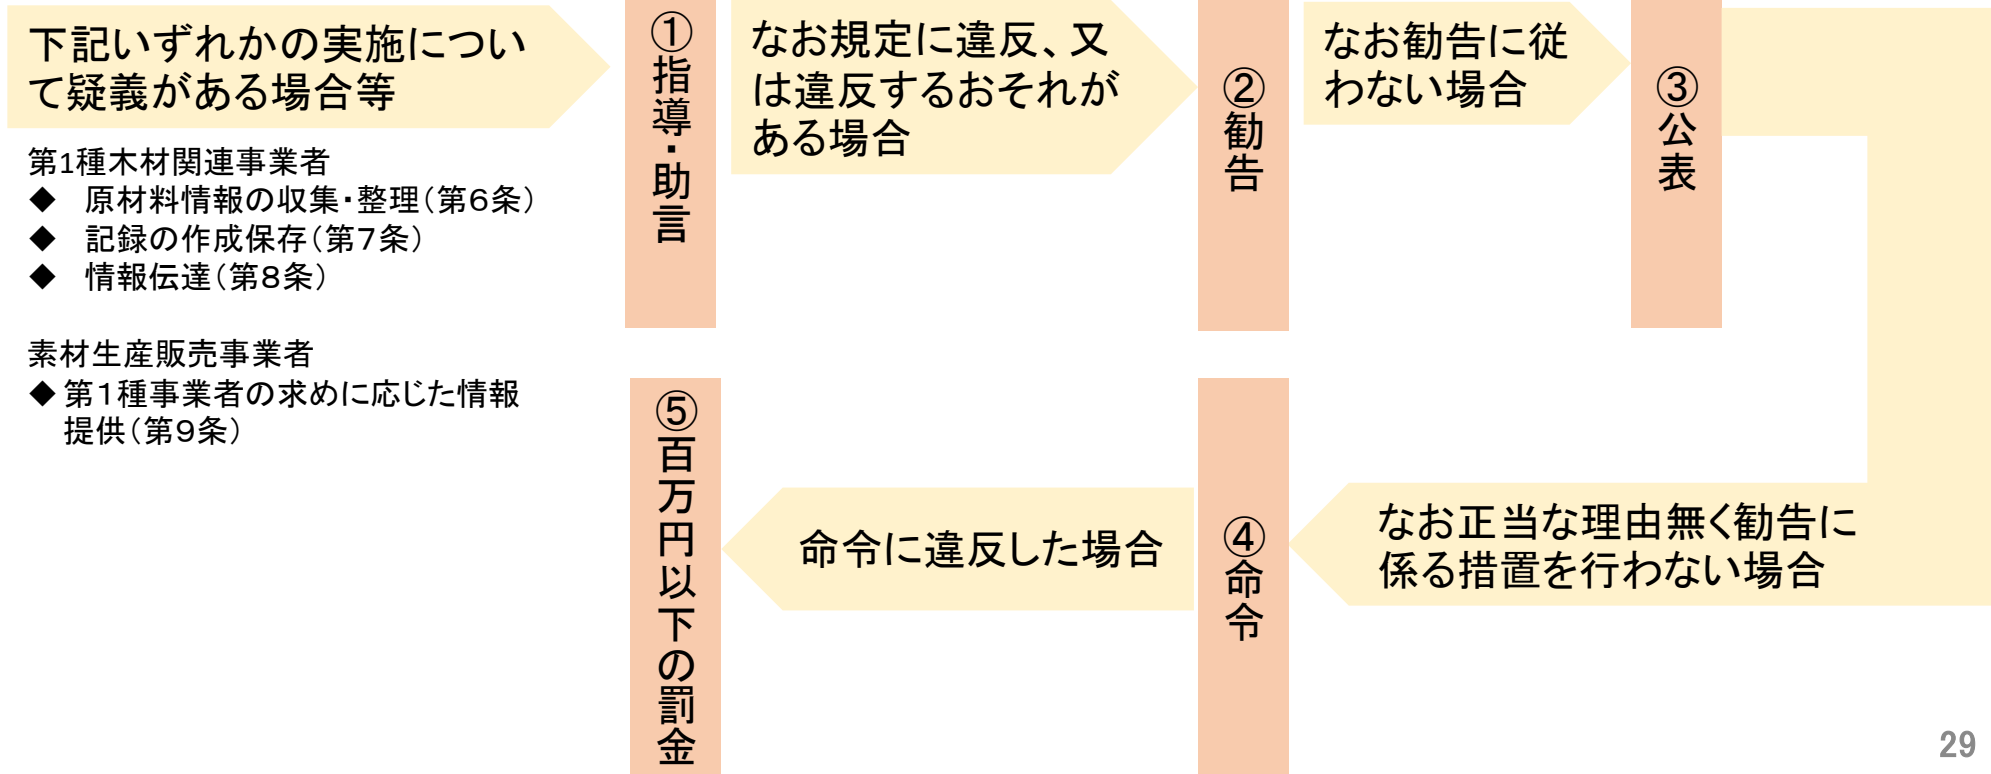 下記いずれかの実施につい
て疑義がある場合等
第1種木材関連事業者
◆ 原材料情報の収集・整理（第６条）
◆ 記録の作成保存（第７条）
◆ 情報伝達（第８条）
素材生産販売事業者
◆ 第１種事業者の求めに応じた情報
提供（第９条）
①指導・助言
なお規定に違反、又
は違反するおそれが
ある場合
②勧告
なお勧告に従
わない場合
③公表
なお正当な理由無く勧告に
係る措置を行わない場合
④命令
命令に違反した場合
⑤百万円以下の罰金
29